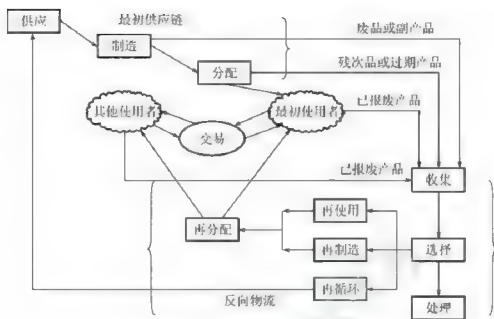 供应
最初供应链
废品或副产品
制造
残次品或过期产品
分配
其他使用者
最初使用者
已报废产品
交易
已报废产品
收集
再使用
再分配
再制造
选择
再循环
反向物流
处理